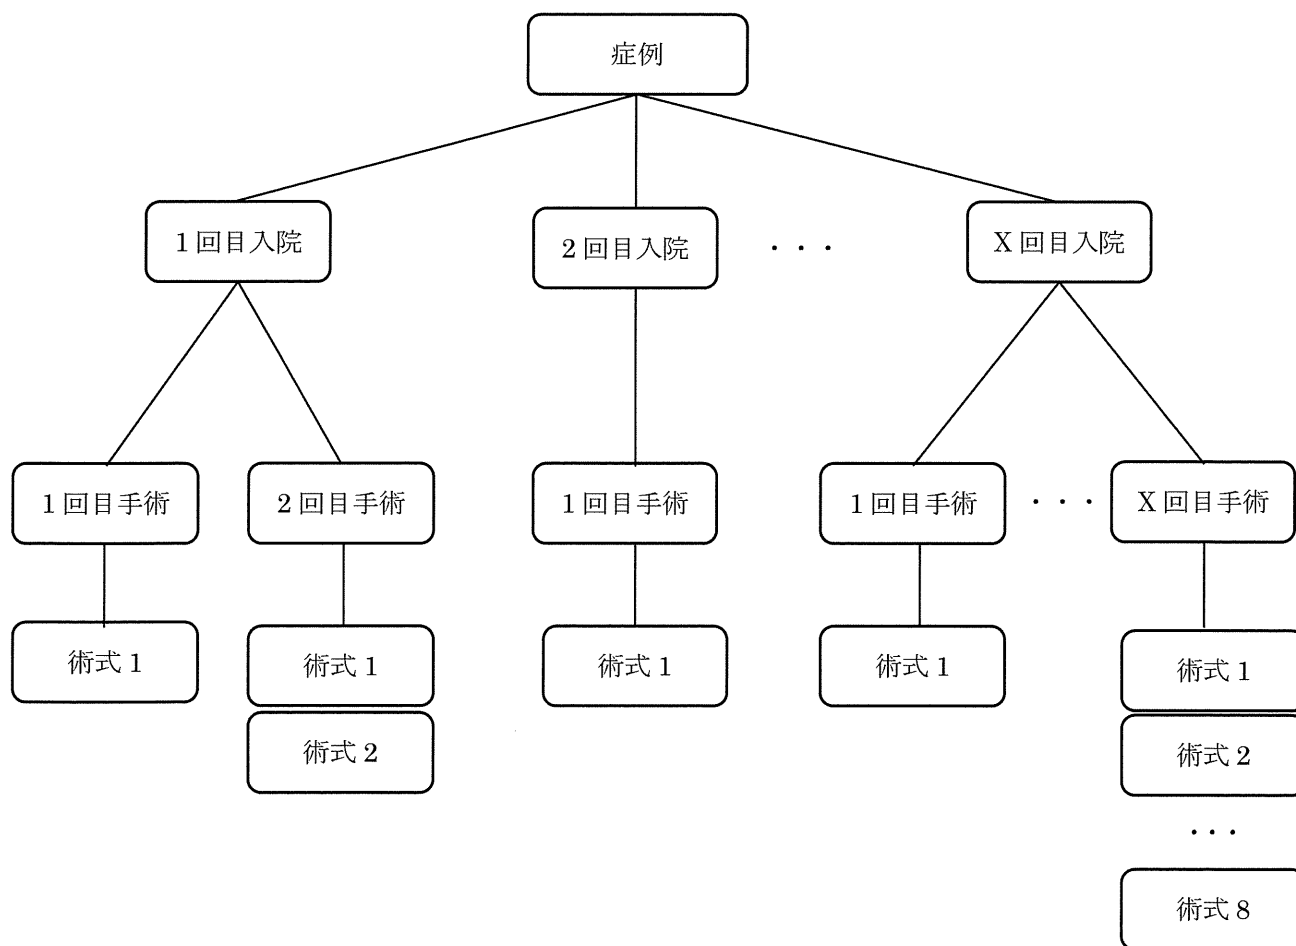 症例
1回目入院
2回目入院
・・・
X回目入院
1回目手術
2回目手術
1回目手術
1回目手術
・・・
X回目手術
術式1
術式1
術式2
術式1
術式1
術式1
術式2
・・・
術式8